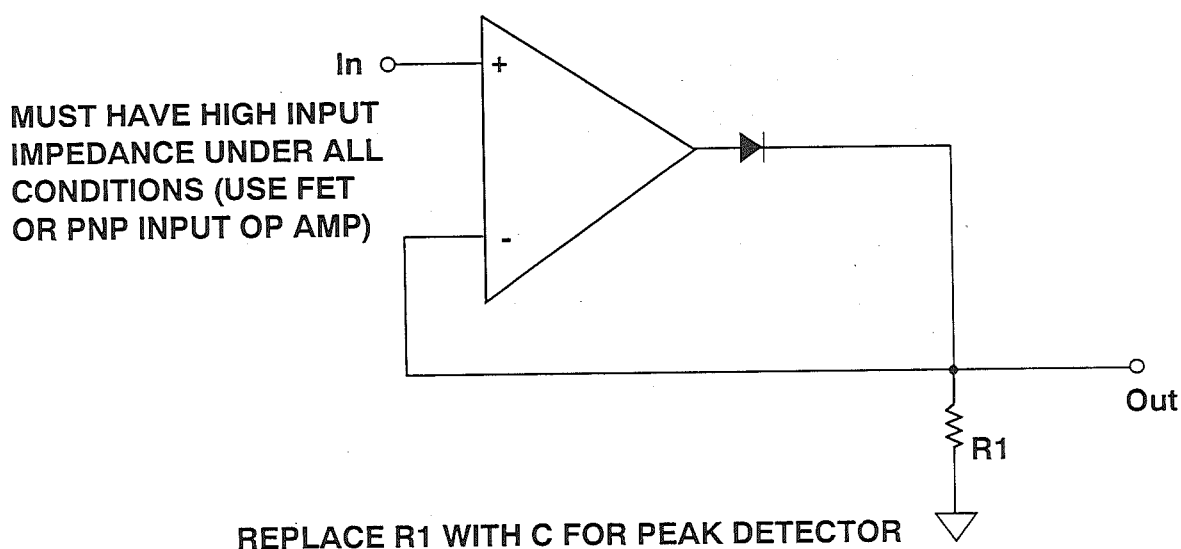 In
+
MUST HAVE HIGH INPUT
IMPEDANCE UNDER ALL
CONDITIONS (USE FET
OR PNP INPUT OP AMP)
-
Out
R1
REPLACE R1 WITH C FOR PEAK DETECTOR